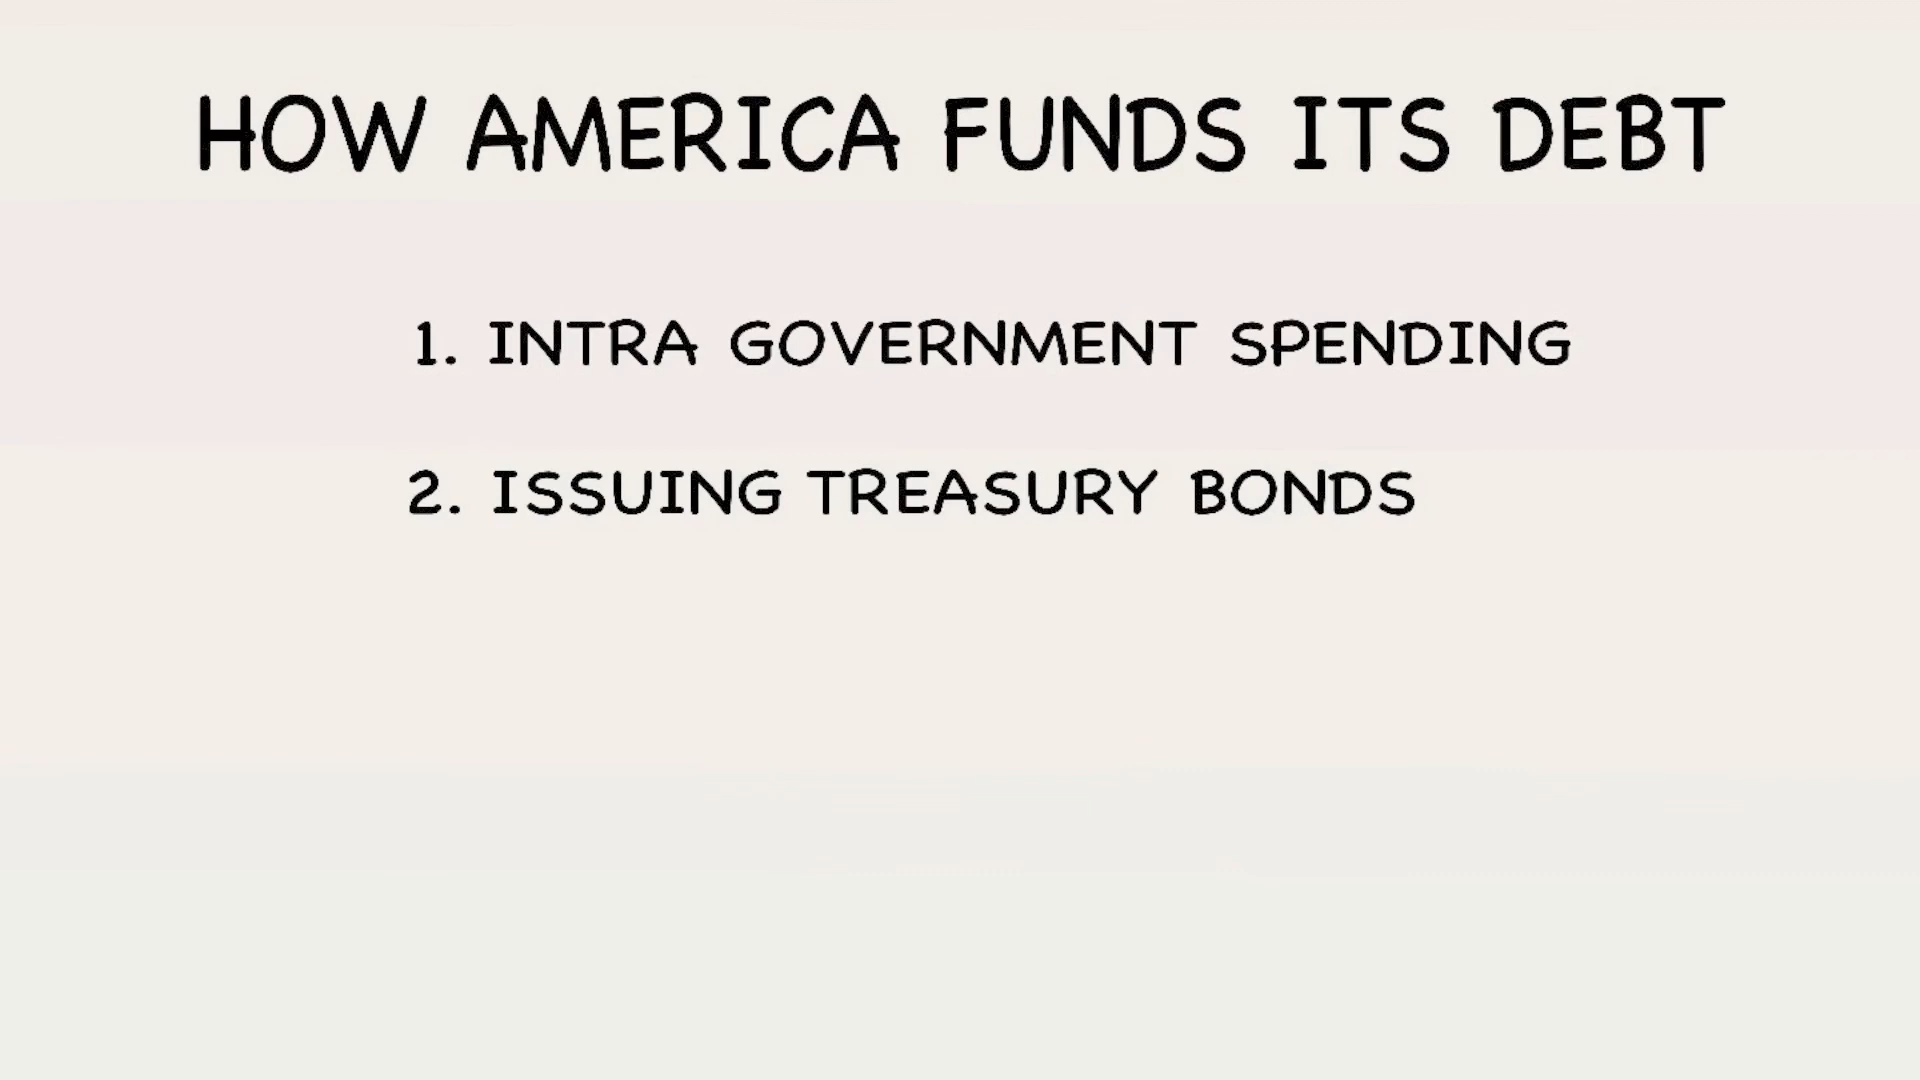 HOW AMERICA FUNDS ITS DEBT
1. INTRA GOVERNMENT SPENDING
2. ISSUING TREASURY BONDS